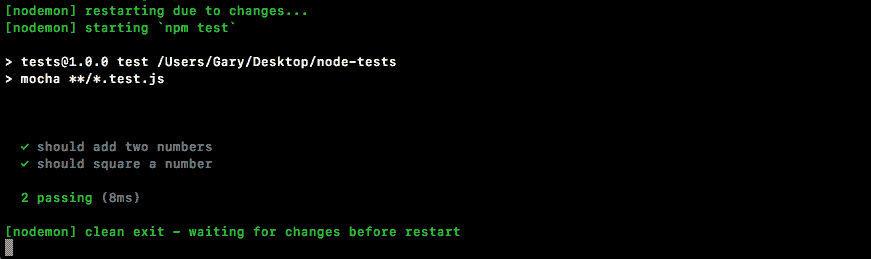 [nodemon] restarting due to changes...
[nodemon] starting `npm test`
> tests@1.0.0 test /Users/Gary/Desktop/node-tests
> mocha **/*.test.js
✓ should add two numbers
✓ should square a number
2 passing (8ms)
[nodemon] clean exit - waiting for changes before restart